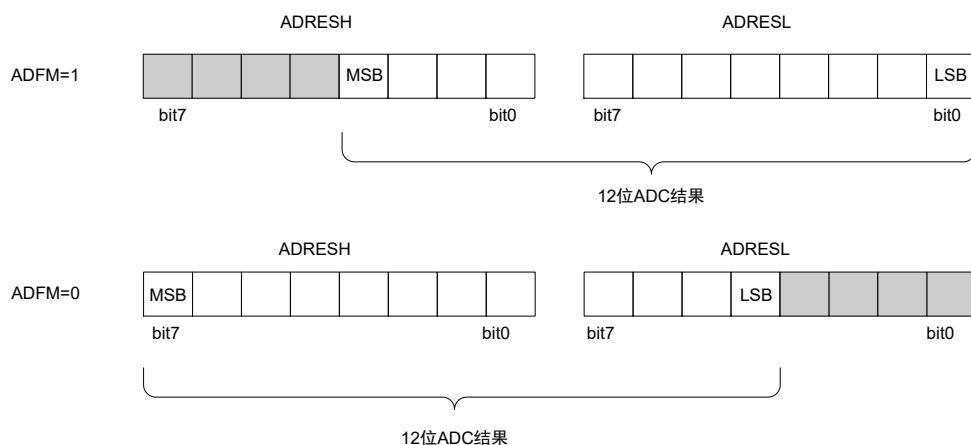 ADRESH ADRESL
ADFM=1 MSB LSB
bit7 bit0 bit7 bit0
12位ADC结果
ADRESH ADRESL
ADFM=0 MSB LSB
bit7 bit0 bit7 bit0
12位ADC结果